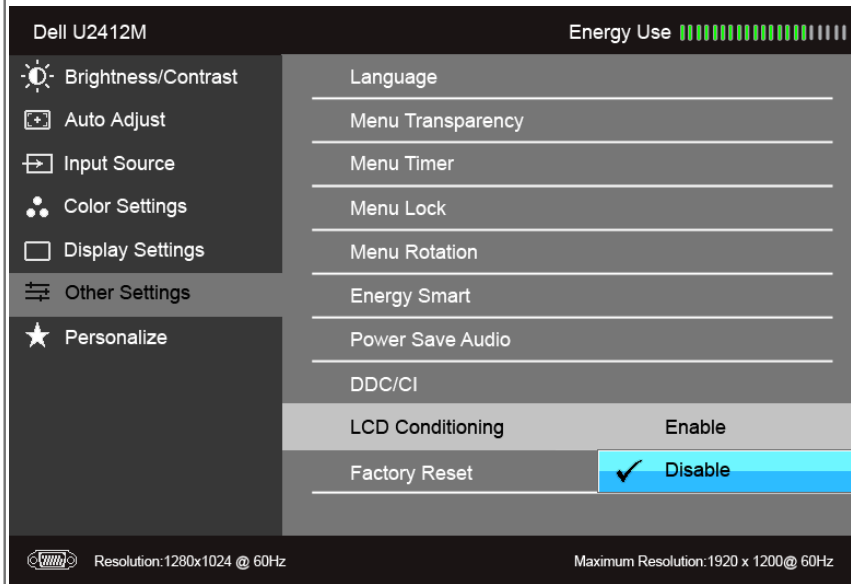 Dell U2412M Energy Use
Brightness/Contrast Language
Auto Adjust Menu Transparency
Input Source Menu Timer
Color Settings Menu Lock
Display Settings Menu Rotation
Other Settings Energy Smart
Personalize Power Save Audio
DDC/CI
LCD Conditioning Enable
Factory Reset Disable
Resolution:1280x1024 @ 60Hz Maximum Resolution:1920 x 1200@ 60Hz